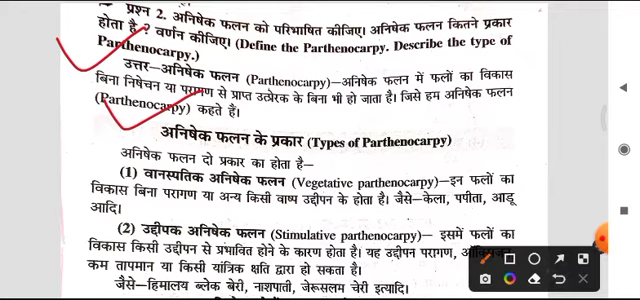 प्रश्न 2. अनिषेक फलन को परिभाषित कीजिए। अनिषेक फलन कितने प्रकार
होता है ? वर्णन कीजिए। (Define the Parthenocarpy. Describe the type of
Parthenocarpy.)
उत्तर–अनिषेक फलन (Parthenocarpy)–अनिषेक फलन में फलों का विकास
बिना निषेचन या परागण से प्राप्त उत्प्रेरक के बिना भी हो जाता है। जिसे हम अनिषेक फलन
(Parthenocarpy) कहते हैं।
अनिषेक फलन के प्रकार (Types of Parthenocarpy)
अनिषेक फलन दो प्रकार का होता है—
(1) वानस्पतिक अनिषेक फलन (Vegetative parthenocarpy)–इन फलों का
विकास बिना परागण या अन्य किसी वाष्प उद्दीपन के होता है। जैसे–केला, पपीता, आडू
आदि।
(2) उद्दीपक अनिषेक फलन (Stimulative parthenocarpy)– इसमें फलों का
विकास किसी उद्दीपन से प्रभावित होने के कारण होता है। यह उद्दीपन परागण,
कम तापमान या किसी यांत्रिक क्षति द्वारा हो सकता है।
जैसे–हिमालय ब्लेक बेरी, नाशपाती, जेरूसलम चेरी इत्यादि।